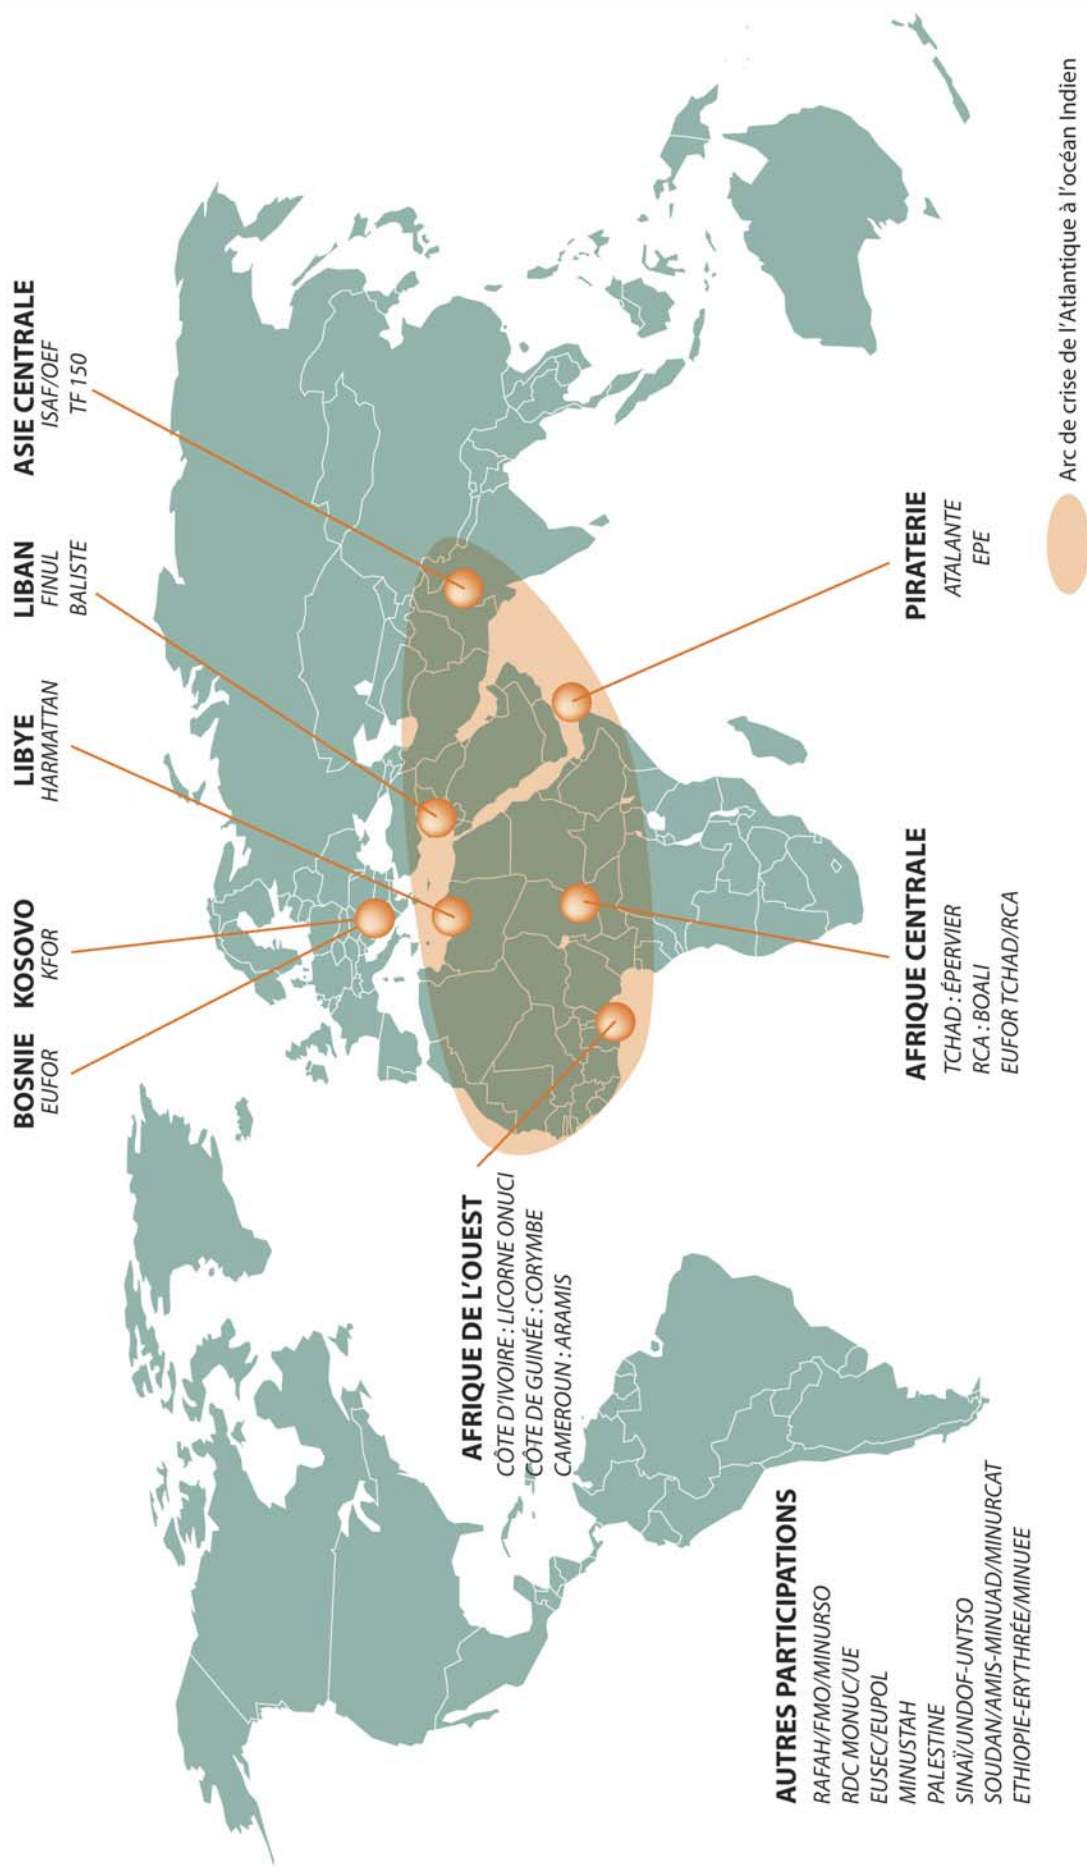 BOSNIE
EUFOR
KOSOVO
KFOR
LIBYE
HARMATTAN
LIBAN
FINUL
BALISTE
ASIE CENTRALE
ISAF/OEF
TF 150
AFRIQUE DE L'OUEST
CÔTE D'IVOIRE : LICORNE ONUCI
CÔTE DE GUINÉE : CORYMBE
CAMEROUN : ARAMIS
AUTRES PARTICIPATIONS
RAFAH/FMO/MINURSO
RDC MONUC/UE
EUSEC/EUPOL
MINUSTAH
PALESTINE
SINAÏ/UNDOF-UNTSO
SOUDAN/AMIS-MINUAD/MINURCAT
ETHIOPIE-ERYTHRÉE/MINUEE
AFRIQUE CENTRALE
TCHAD : ÉPERVIER
RCA : BOALI
EUFOR TCHAD/RCA
PIRATERIE
ATALANTE
EPE
Arc de crise de l'Atlantique à l'océan Indien